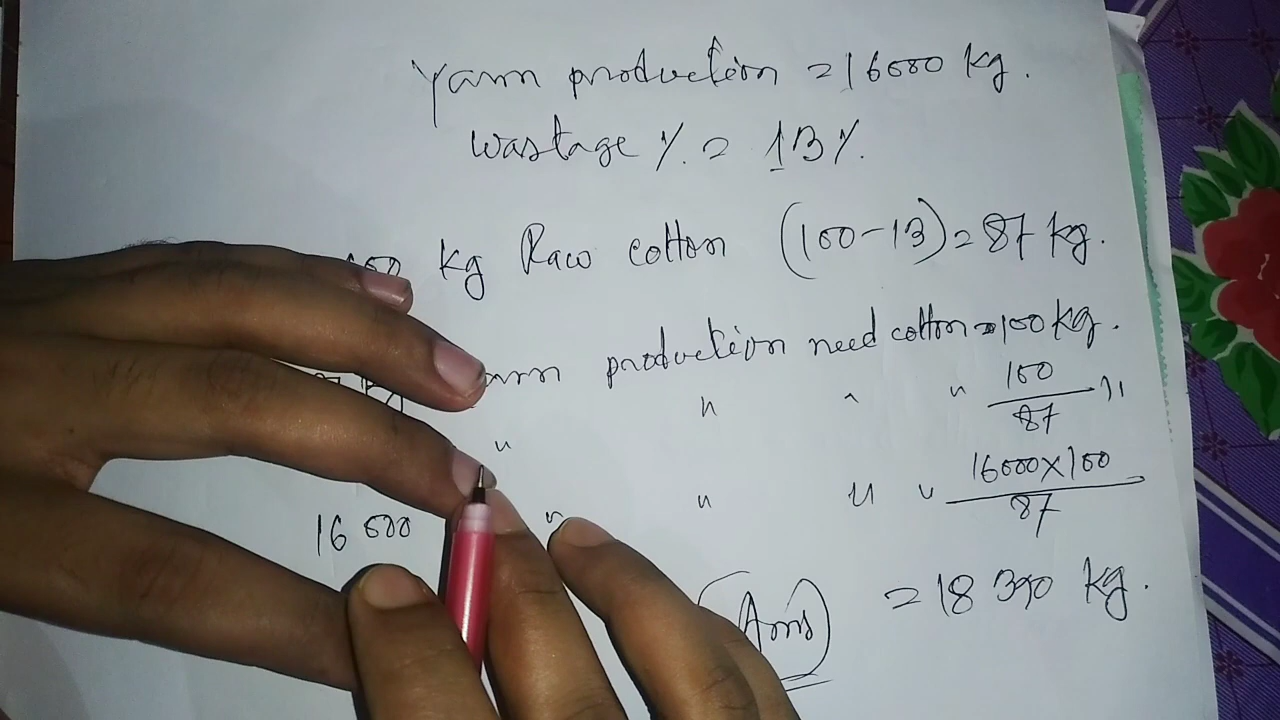 Yarn production = 16000 kg.
Wastage % = 13%.
100 kg Raw cotton (100-13) = 87 kg.
production need cotton = 100 kg.
" " " " 100/87 "
16000 " " " " 16000×100/87
= 18390 kg.
(Ans)